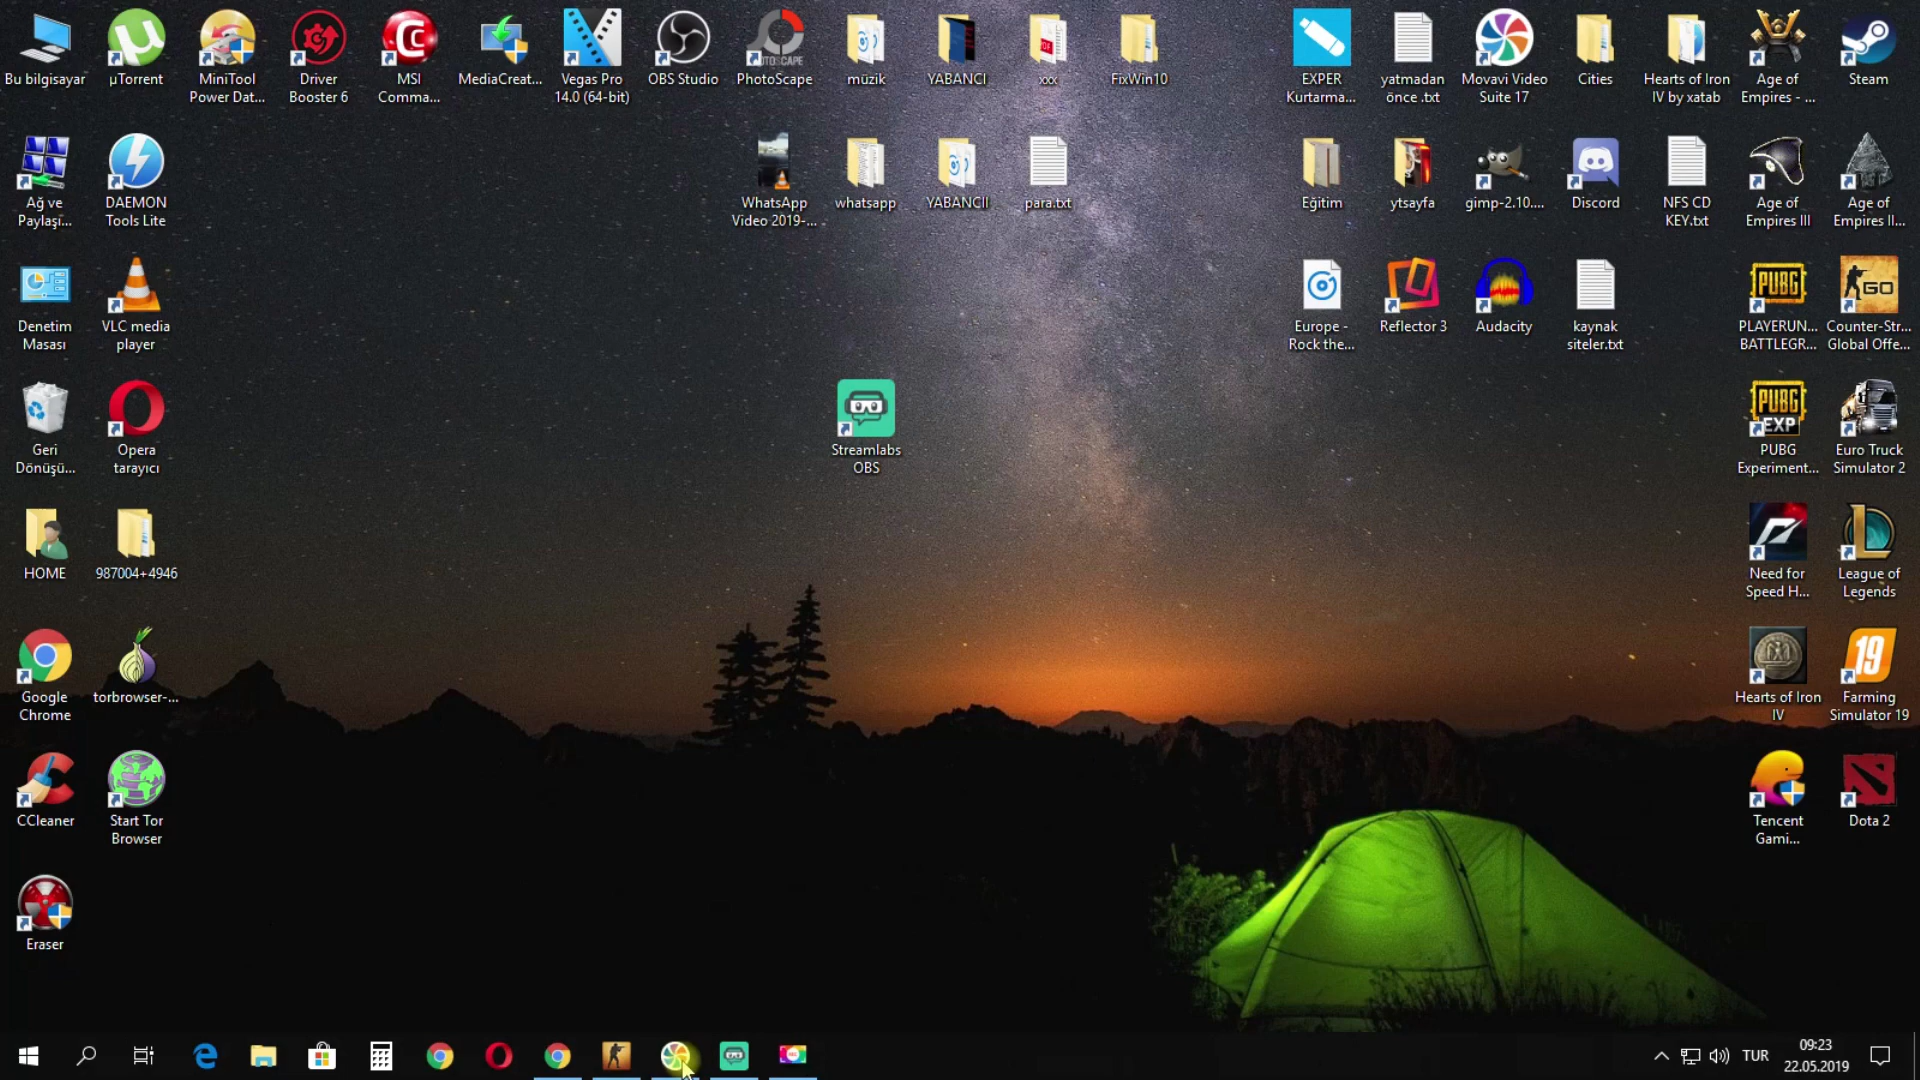 Bu bilgisayar
µTorrent
MiniTool
Power Dat...
Driver
Booster 6
MSI
Comma...
MediaCreat...
Vegas Pro
14.0 (64-bit)
OBS Studio
PhotoScape
müzik
YABANCI
xxx
FixWin10
EXPER
Kurtarma...
yatmadan
önce .txt
Movavi Video
Suite 17
Cities
Hearts of Iron
IV by xatab
Age of
Empires - ...
Steam
Ağ ve
Paylaşı...
DAEMON
Tools Lite
WhatsApp
Video 2019-...
whatsapp
YABANCII
para.txt
Eğitim
ytsayfa
gimp-2.10....
Discord
NFS CD
KEY.txt
Age of
Empires III
Age of
Empires II...
Denetim
Masası
VLC media
player
Europe -
Rock the...
Reflector 3
Audacity
kaynak
siteler.txt
PUBG
PLAYERUN...
BATTLEGR...
GO
Counter-Str...
Global Offe...
Geri
Dönüşü...
Opera
tarayıcı
Streamlabs
OBS
PUBG
EXP
PUBG
Experiment...
Euro Truck
Simulator 2
HOME
987004+4946
Need for
Speed H...
League of
Legends
Google
Chrome
torbrowser-...
Hearts of Iron
IV
19
Farming
Simulator 19
CCleaner
Start Tor
Browser
Tencent
Gami...
Dota 2
Eraser
TUR
09:23
22.05.2019